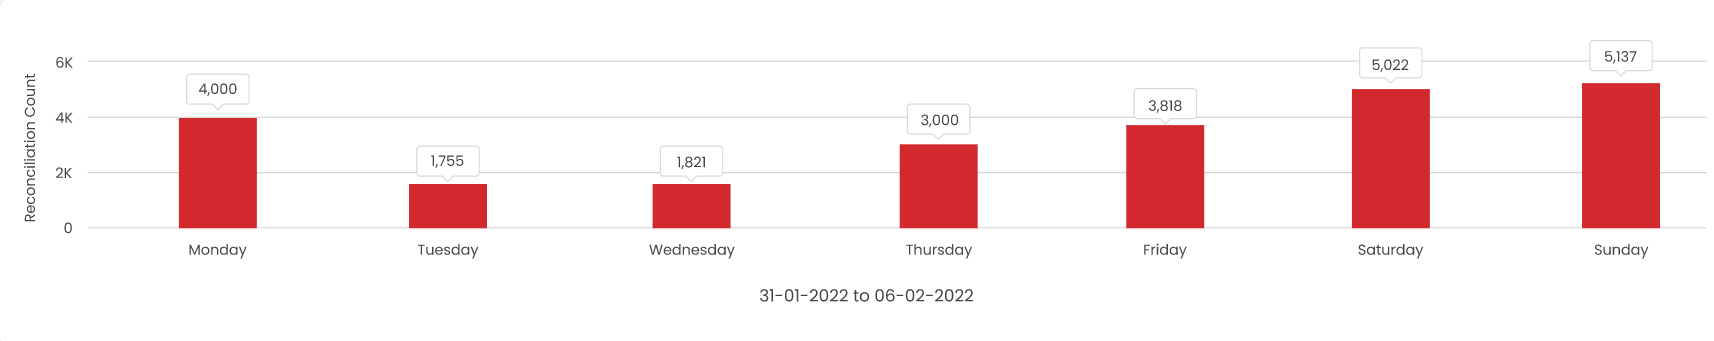 Reconciliation Count
6K
4K
2K
0
4,000
1,755
1,821
3,000
3,818
5,022
5,137
Monday
Tuesday
Wednesday
Thursday
Friday
Saturday
Sunday
31-01-2022 to 06-02-2022